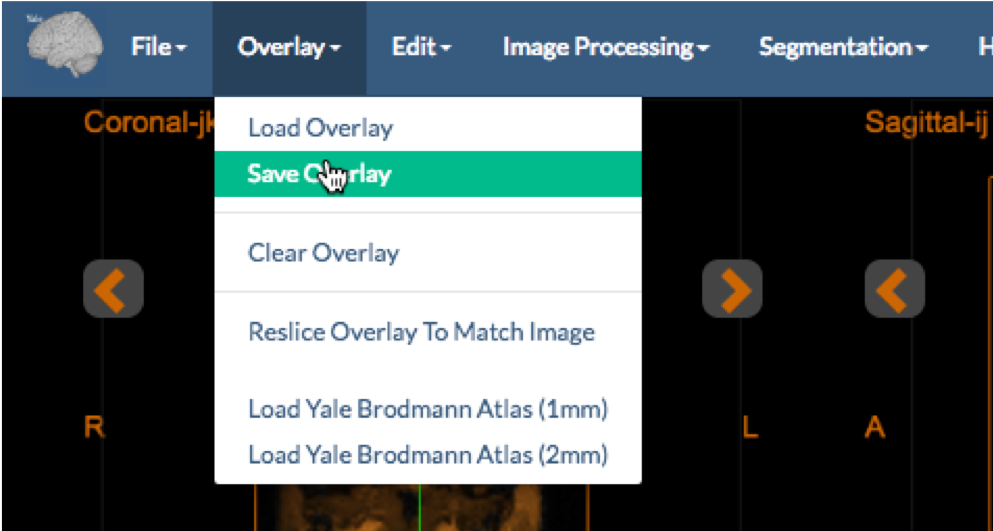 Yale
File
Overlay
Edit
Image Processing
Segmentation
H
Coronal-jk
Sagittal-ij
Load Overlay
Save Overlay
Clear Overlay
Reslice Overlay To Match Image
Load Yale Brodmann Atlas (1mm)
Load Yale Brodmann Atlas (2mm)
R
L
A